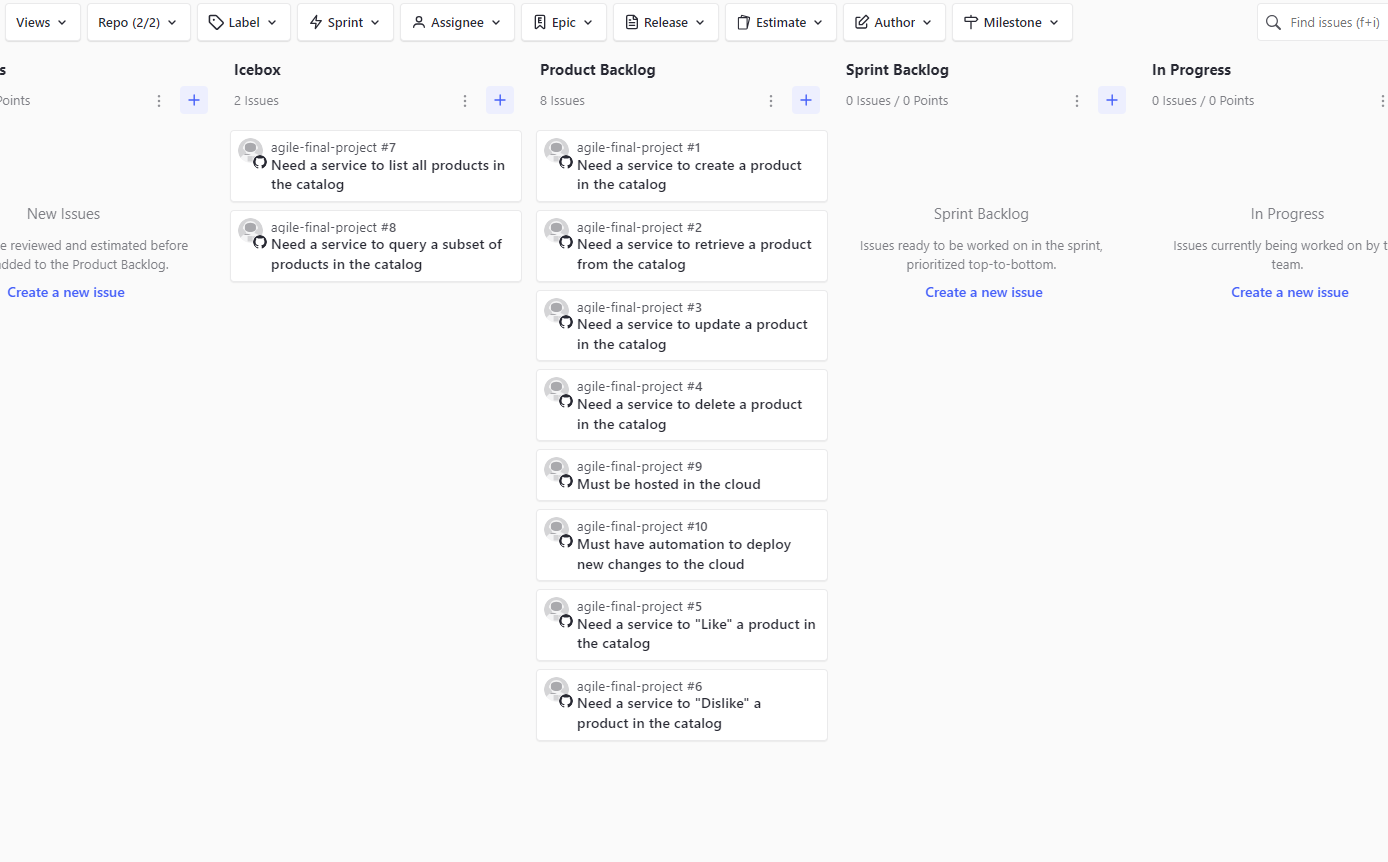 Views
Repo (2/2)
Label
Sprint
Assignee
Epic
Release
Estimate
Author
Milestone
Find issues (f+i)
s
Points
New Issues
e reviewed and estimated before
added to the Product Backlog.
Create a new issue
Icebox
2 Issues
agile-final-project #7
Need a service to list all products in
the catalog
agile-final-project #8
Need a service to query a subset of
products in the catalog
Product Backlog
8 Issues
agile-final-project #1
Need a service to create a product
in the catalog
agile-final-project #2
Need a service to retrieve a product
from the catalog
agile-final-project #3
Need a service to update a product
in the catalog
agile-final-project #4
Need a service to delete a product
in the catalog
agile-final-project #9
Must be hosted in the cloud
agile-final-project #10
Must have automation to deploy
new changes to the cloud
agile-final-project #5
Need a service to "Like" a product in
the catalog
agile-final-project #6
Need a service to "Dislike" a
product in the catalog
Sprint Backlog
0 Issues / 0 Points
Sprint Backlog
Issues ready to be worked on in the sprint,
prioritized top-to-bottom.
Create a new issue
In Progress
0 Issues / 0 Points
In Progress
Issues currently being worked on by t
team.
Create a new issue